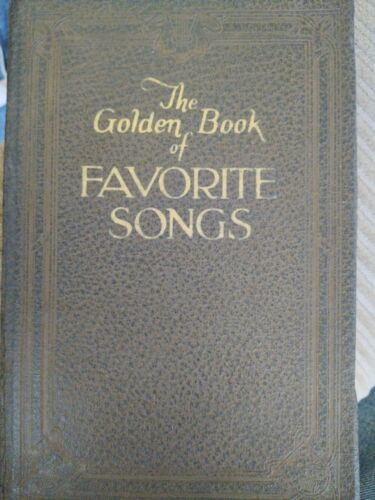 The
Golden Book
of
FAVORITE
SONGS